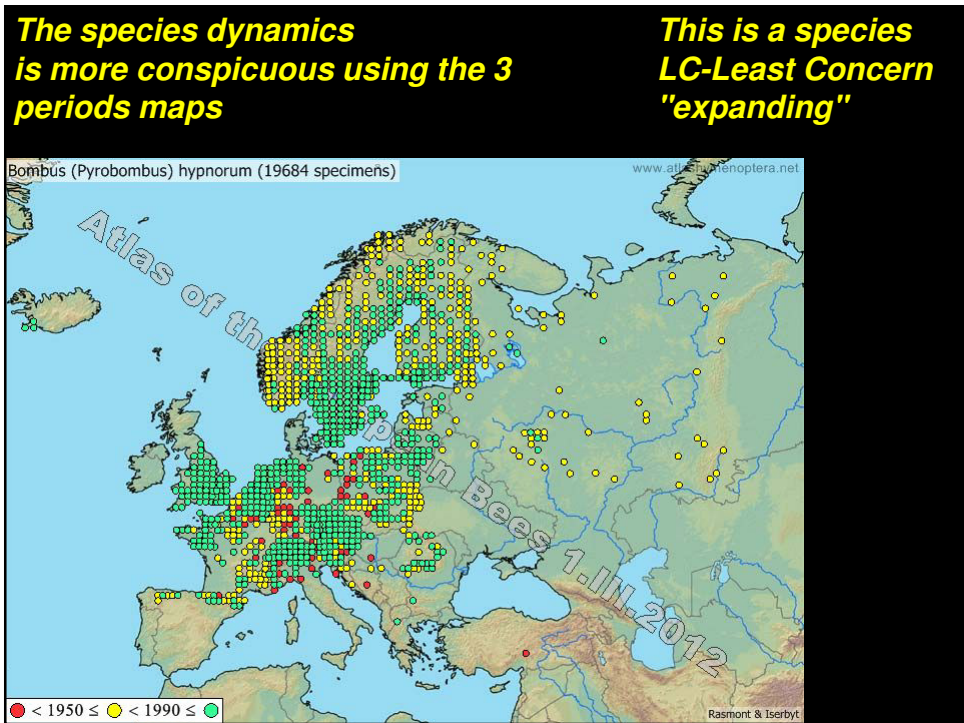 The species dynamics
is more conspicuous using the 3
periods maps
This is a species
LC-Least Concern
"expanding"
Bombus (Pyrobombus) hypnorum (19684 specimens)
www.atlashymenoptera.net
Atlas of the
pean Bees 1.III.2012
< 1950 ≤ < 1990 ≤
Rasmont & Iserbyt